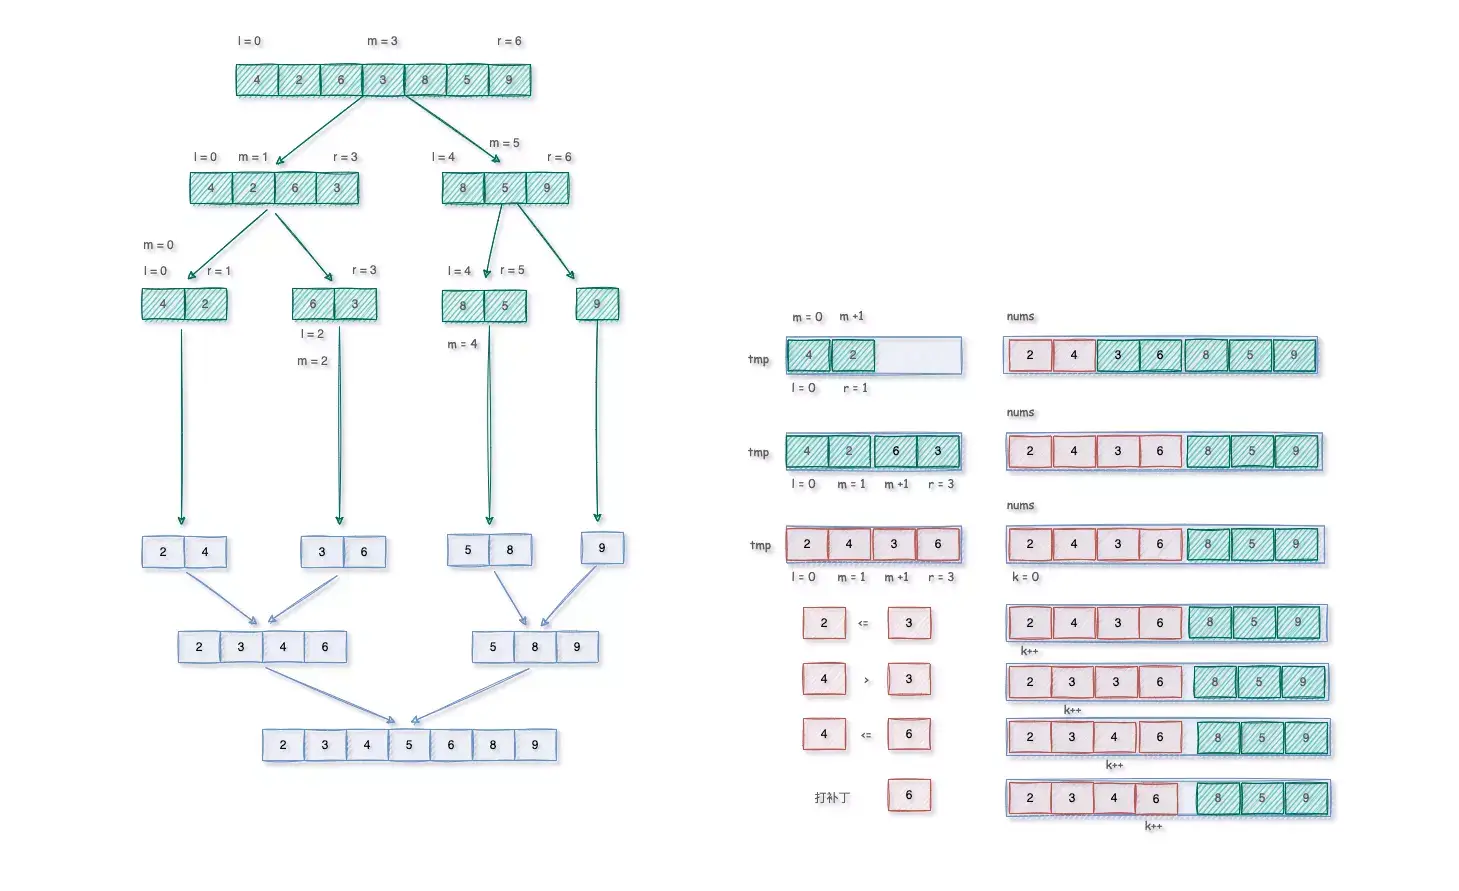 l = 0 m = 3 r = 6
4 2 6 3 8 5 9
m = 5
l = 0 m = 1 r = 3 l = 4 r = 6
4 2 6 3 8 5 9
m = 0
l = 0 r = 1 r = 3 l = 4 r = 5
4 2 6 3 8 5 9
l = 2
m = 4
m = 2
2 4 3 6 5 8 9
2 3 4 6 5 8 9
2 3 4 5 6 8 9
m = 0 m +1 nums
tmp 4 2 2 4 3 6 8 5 9
l = 0 r = 1
nums
tmp 4 2 6 3 2 4 3 6 8 5 9
l = 0 m = 1 m +1 r = 3
nums
tmp 2 4 3 6 2 4 3 6 8 5 9
l = 0 m = 1 m +1 r = 3 k = 0
2 <= 3 2 4 3 6 8 5 9
k++
4 > 3 2 3 3 6 8 5 9
k++
4 <= 6 2 3 4 6 8 5 9
k++
打补丁 6 2 3 4 6 8 5 9
k++